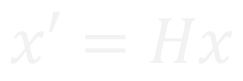 x′ = Hx